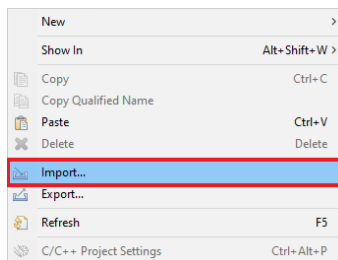 New >
Show In Alt+Shift+W >
Copy Ctrl+C
Copy Qualified Name
Paste Ctrl+V
Delete Delete
Import...
Export...
Refresh F5
C/C++ Project Settings Ctrl+Alt+P